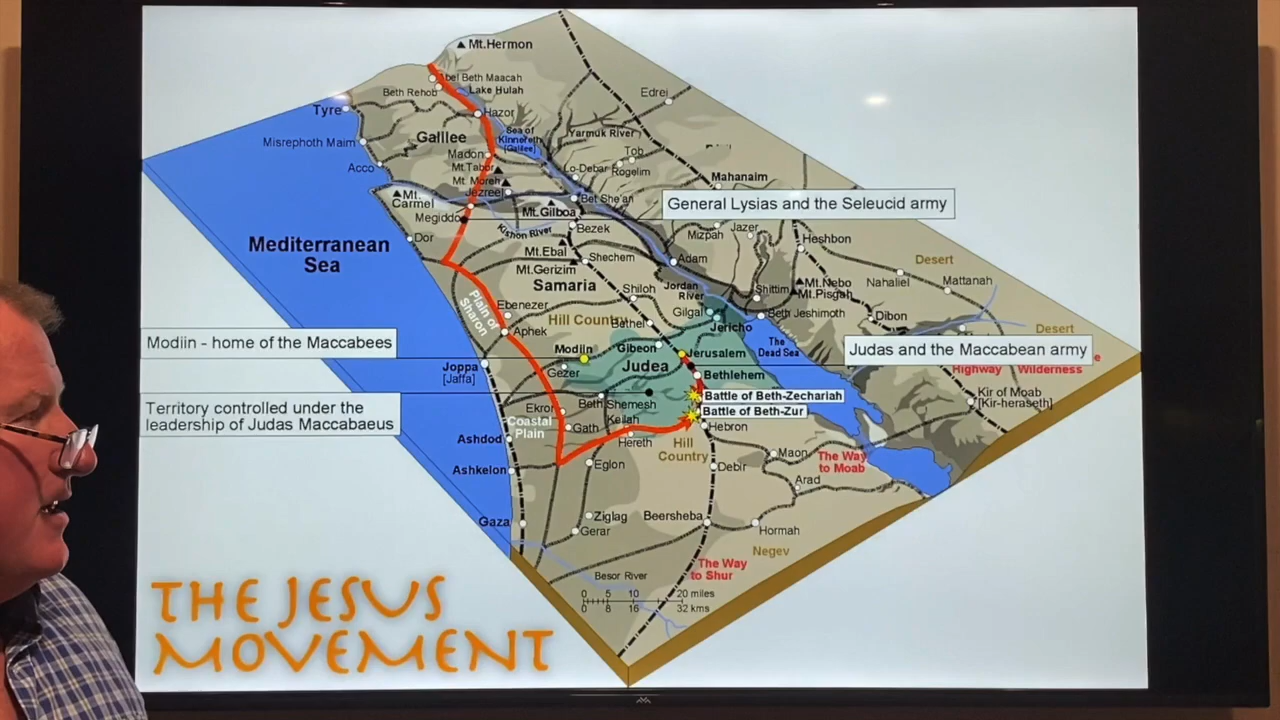 Mt.Hermon
Abel Beth Maacah
Beth Rehob
Lake Hulah
Edrei
Tyre
Hazor
Sea of
Kinnereth
[Galilee]
Galilee
Yarmuk River
Misrephoth Maim
Madon
Tob
Acco
Mt.Tabor
Lo-Debar
Rogelim
Mt. Moreh
Mahanaim
Mt.
Carmel
Jezreel
Bet She'an
General Lysias and the Seleucid army
Megiddo
Mt.Gilboa
Kishon River
Bezek
Mizpah
Jazer
Heshbon
Dor
Mediterranean
Sea
Mt.Ebal
Shechem
Adam
Desert
Mt.Gerizim
Samaria
Jordan
River
Shittim
Mt.Nebo
Mt.Pisgah
Nahaliel
Mattanah
Shiloh
Plain of
Sharon
Ebenezer
Gilgal
Beth Jeshimoth
Dibon
Hill Country
Bethel
Jericho
Aphek
Desert
Modiin - home of the Maccabees
Modiin
Gibeon
Jerusalem
The
Dead Sea
Judas and the Maccabean army
Joppa
[Jaffa]
Gezer
Judea
Bethlehem
Highway
Wilderness
Territory controlled under the
leadership of Judas Maccabaeus
Ekron
Beth Shemesh
Battle of Beth-Zechariah
Battle of Beth-Zur
Kir of Moab
[Kir-heraseth]
Coastal
Plain
Gath
Keilah
Hebron
Ashdod
Hereth
Hill
Country
Maon
The Way
to Moab
Ashkelon
Eglon
Debir
Arad
Gaza
Ziglag
Gerar
Beersheba
Hormah
Negev
The Way
to Shur
Besor River
0 5 10 20 miles
0 8 16 32 kms
THE JESUS
MOVEMENT